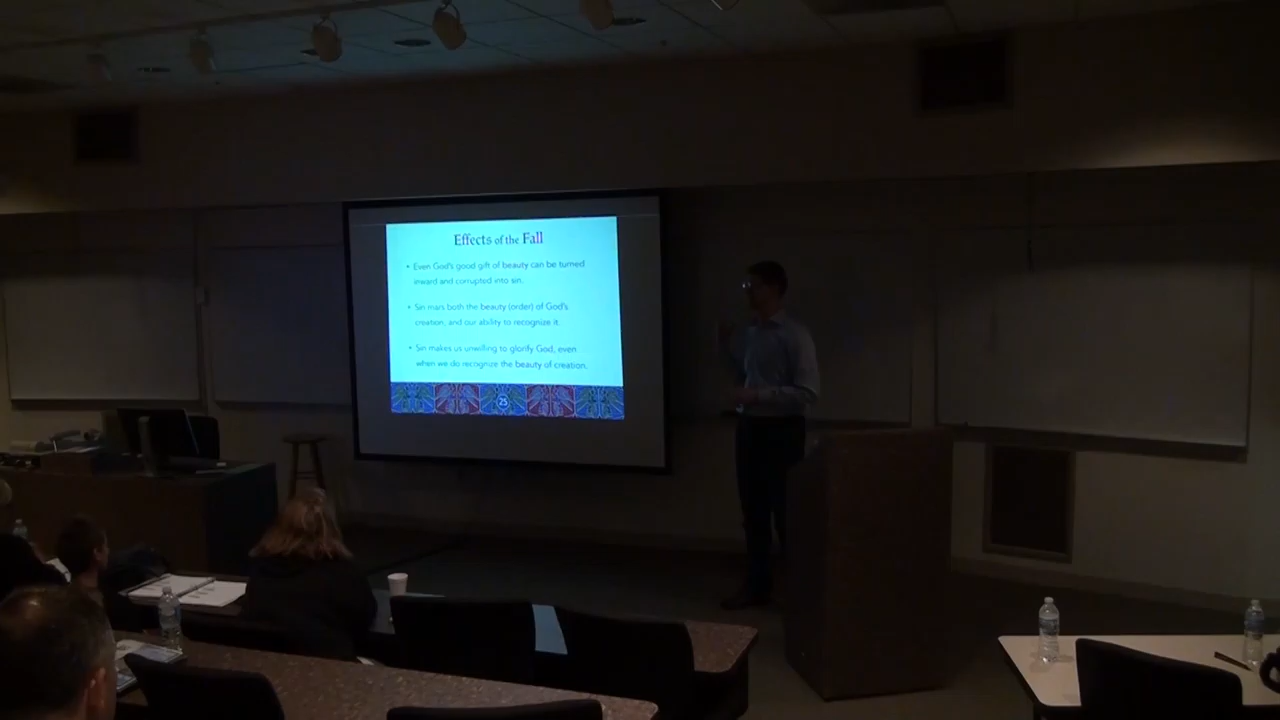 Effects of the Fall
• Even God's good gift of beauty can be turned
inward and corrupted into sin.
• Sin mars both the beauty (order) of God's
creation, and our ability to recognize it.
• Sin makes us unwilling to glorify God, even
when we do recognize the beauty of creation.
25